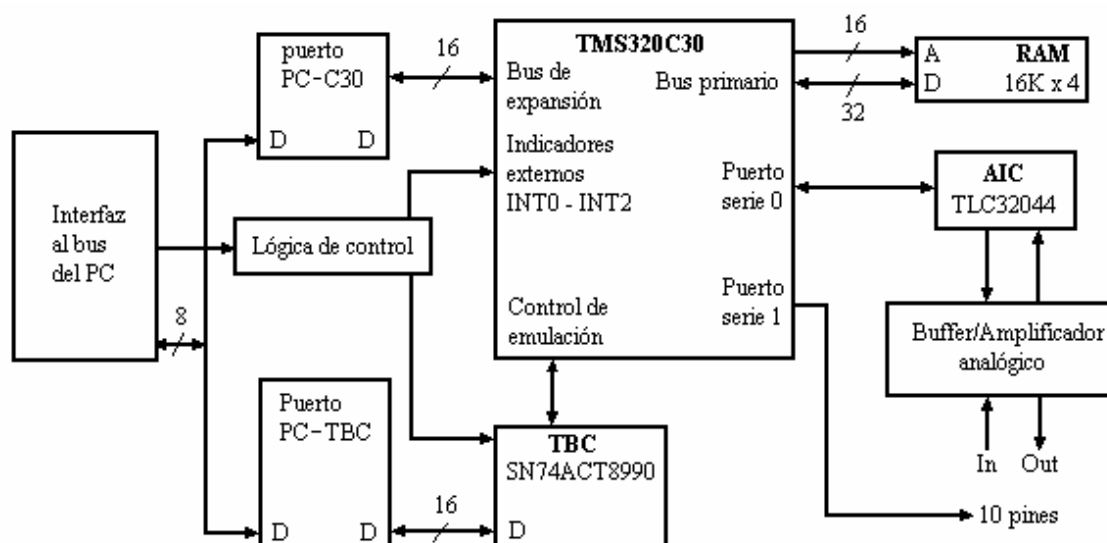 puerto
PC-C30
D D
16
TMS320C30
Bus de
expansión
Bus primario
Indicadores
externos
INT0 - INT2
Puerto
serie 0
Control de
emulación
Puerto
serie 1
16
32
A RAM
D 16K x 4
AIC
TLC32044
Interfaz
al bus
del PC
Lógica de control
8
Buffer/Amplificador
analógico
In Out
10 pines
Puerto
PC-TBC
D D
16
TBC
SN74ACT8990
D